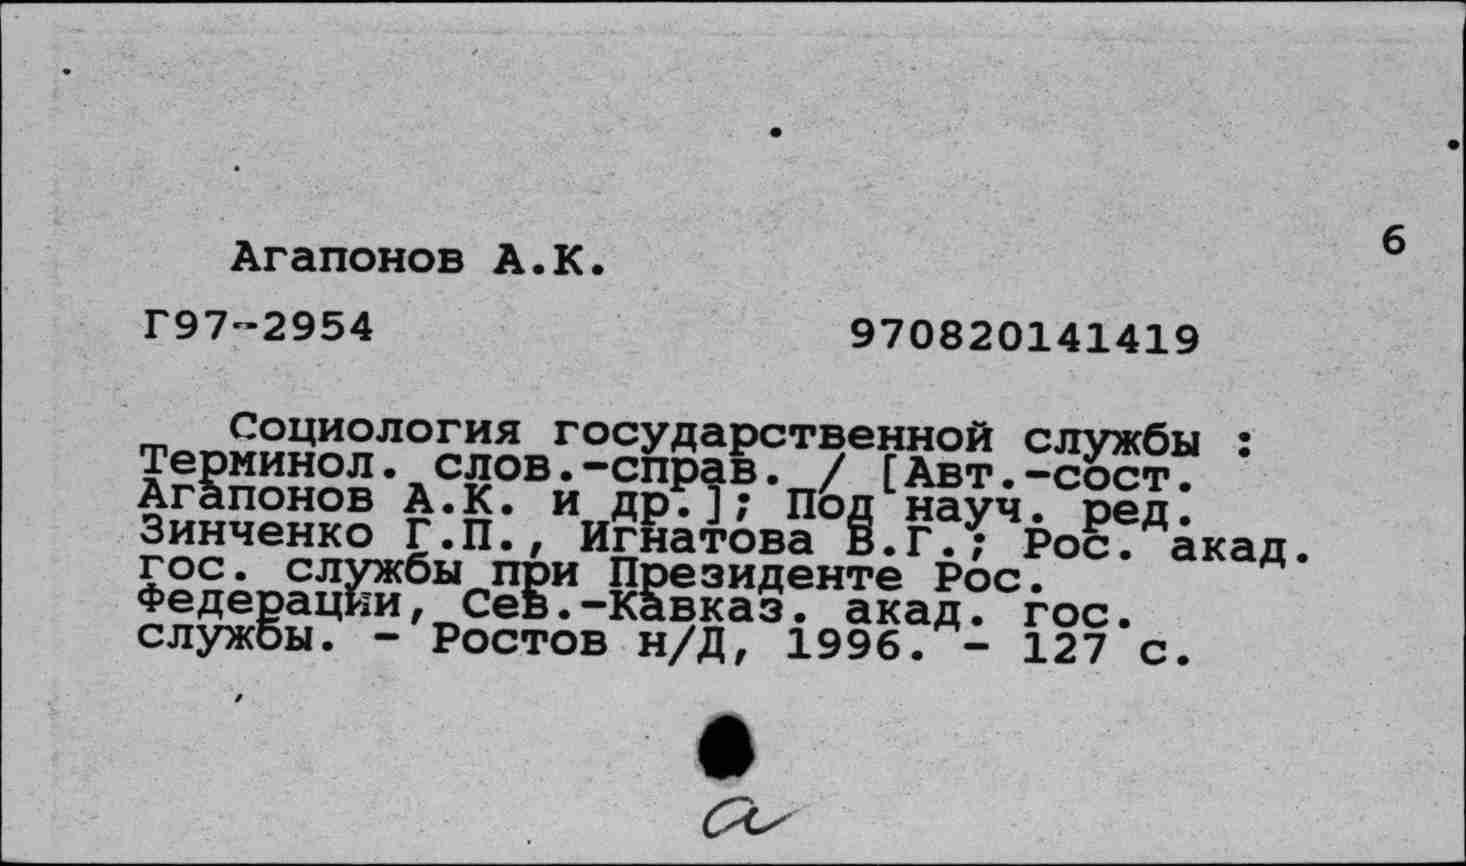 6
Агапонов А.К.
Г97-2954 970820141419
Социология государственной службы :
Терминол. слов.-справ. / [Авт.-сост.
Агапонов А.К. и др.]; Под науч. ред.
Зинченко Г.П., Игнатова В.Г.; Рос. акад.
гос. службы при Президенте Рос.
Федерации, Сев.-Кавказ. акад. гос.
службы. - Ростов н/Д, 1996. - 127 с.
а